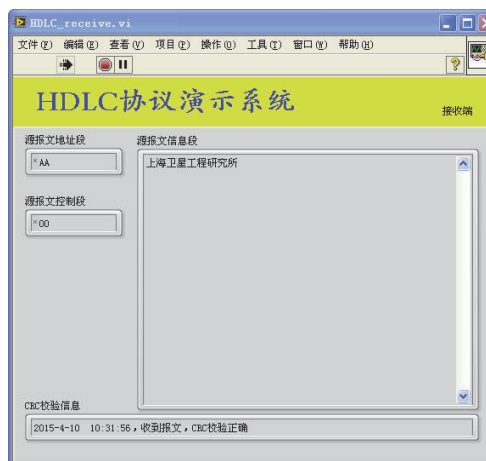 HDLC_receive.vi
文件(F) 编辑(E) 查看(V) 项目(P) 操作(O) 工具(T) 窗口(W) 帮助(H)
HDLC协议演示系统
接收端
源报文地址段 源报文信息段
×AA 上海卫星工程研究所
源报文控制段
×00
CRC校验信息
2015-4-10 10:31:56，收到报文，CRC校验正确